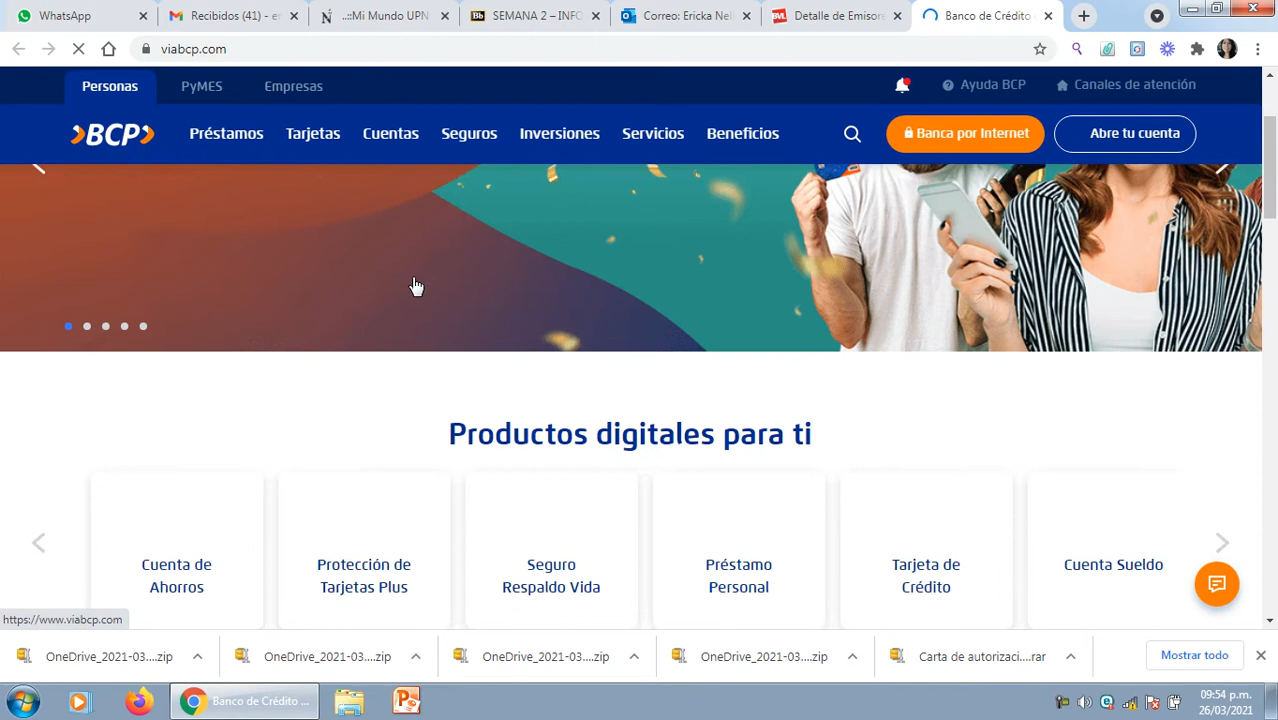 WhatsApp
Recibidos (41) - e
..::Mi Mundo UPN
SEMANA 2 – INFO
Correo: Ericka Nel
Detalle de Emisore
Banco de Crédito
viabcp.com
Personas
PyMES
Empresas
Ayuda BCP
Canales de atención
BCP
Préstamos
Tarjetas
Cuentas
Seguros
Inversiones
Servicios
Beneficios
Banca por Internet
Abre tu cuenta
Productos digitales para ti
Cuenta de
Ahorros
Protección de
Tarjetas Plus
Seguro
Respaldo Vida
Préstamo
Personal
Tarjeta de
Crédito
Cuenta Sueldo
https://www.viabcp.com
OneDrive_2021-03....zip
OneDrive_2021-03....zip
OneDrive_2021-03....zip
OneDrive_2021-03....zip
Carta de autorizaci....rar
Mostrar todo
Banco de Crédito ...
09:54 p.m.
26/03/2021